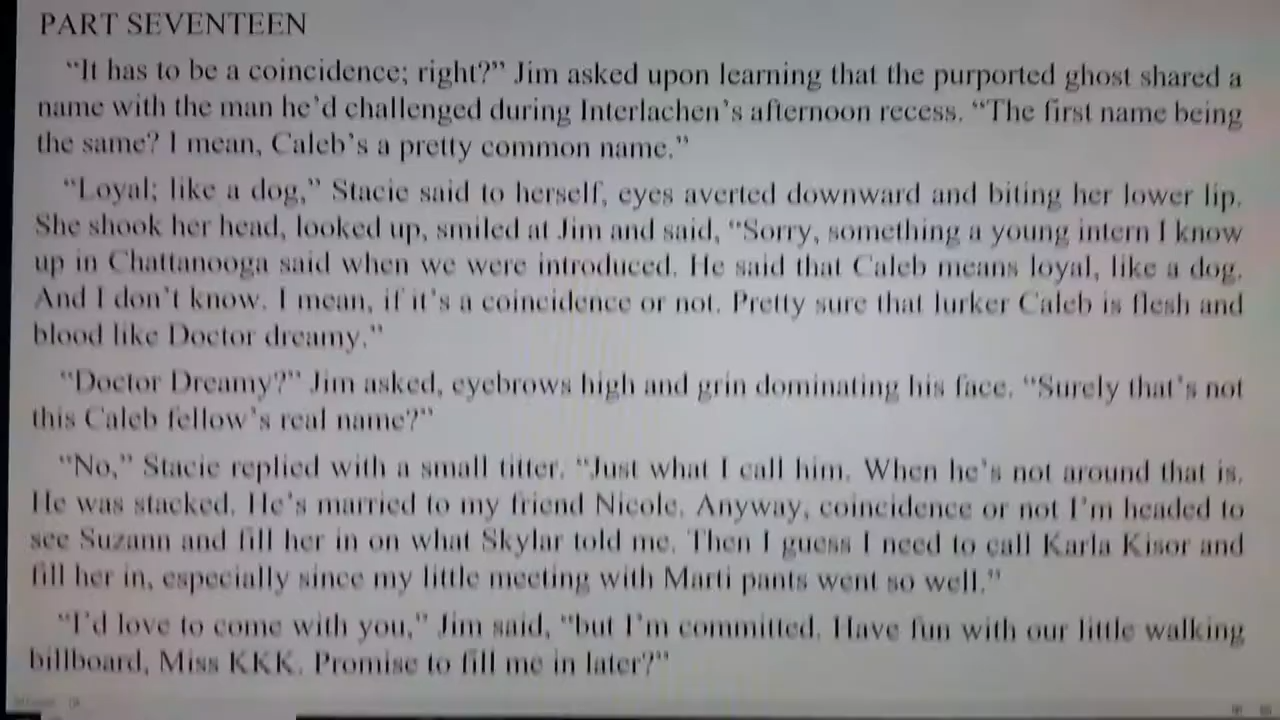 PART SEVENTEEN
“It has to be a coincidence; right?” Jim asked upon learning that the purported ghost shared a
name with the man he’d challenged during Interlachen’s afternoon recess. “The first name being
the same? I mean, Caleb’s a pretty common name.”
“Loyal; like a dog,” Stacie said to herself, eyes averted downward and biting her lower lip.
She shook her head, looked up, smiled at Jim and said, “Sorry, something a young intern I know
up in Chattanooga said when we were introduced. He said that Caleb means loyal, like a dog.
And I don’t know. I mean, if it’s a coincidence or not. Pretty sure that lurker Caleb is flesh and
blood like Doctor dreamy.”
“Doctor Dreamy?” Jim asked, eyebrows high and grin dominating his face. “Surely that’s not
this Caleb fellow’s real name?”
“No,” Stacie replied with a small titter. “Just what I call him. When he’s not around that is.
He was stacked. He’s married to my friend Nicole. Anyway, coincidence or not I’m headed to
see Suzann and fill her in on what Skylar told me. Then I guess I need to call Karla Kisor and
fill her in, especially since my little meeting with Marti pants went so well.”
“I’d love to come with you,” Jim said, “but I’m committed. Have fun with our little walking
billboard, Miss KKK. Promise to fill me in later?”